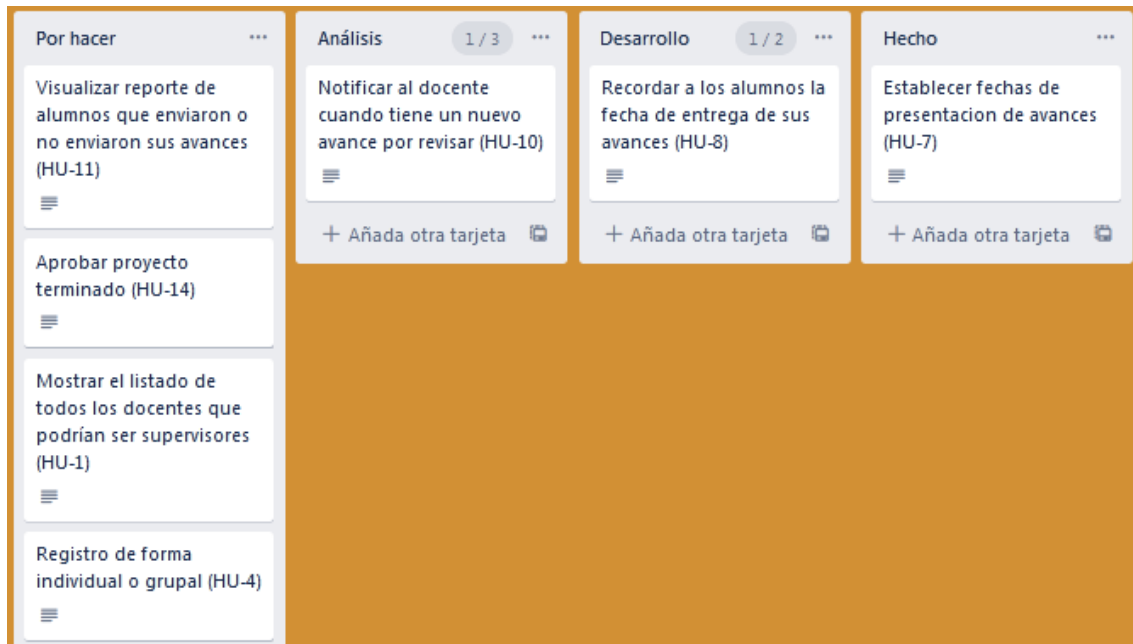 Por hacer
Visualizar reporte de
alumnos que enviaron o
no enviaron sus avances
(HU-11)
Aprobar proyecto
terminado (HU-14)
Mostrar el listado de
todos los docentes que
podrían ser supervisores
(HU-1)
Registro de forma
individual o grupal (HU-4)
Análisis
1 / 3
Notificar al docente
cuando tiene un nuevo
avance por revisar (HU-10)
+ Añada otra tarjeta
Desarrollo
1 / 2
Recordar a los alumnos la
fecha de entrega de sus
avances (HU-8)
+ Añada otra tarjeta
Hecho
Establecer fechas de
presentacion de avances
(HU-7)
+ Añada otra tarjeta